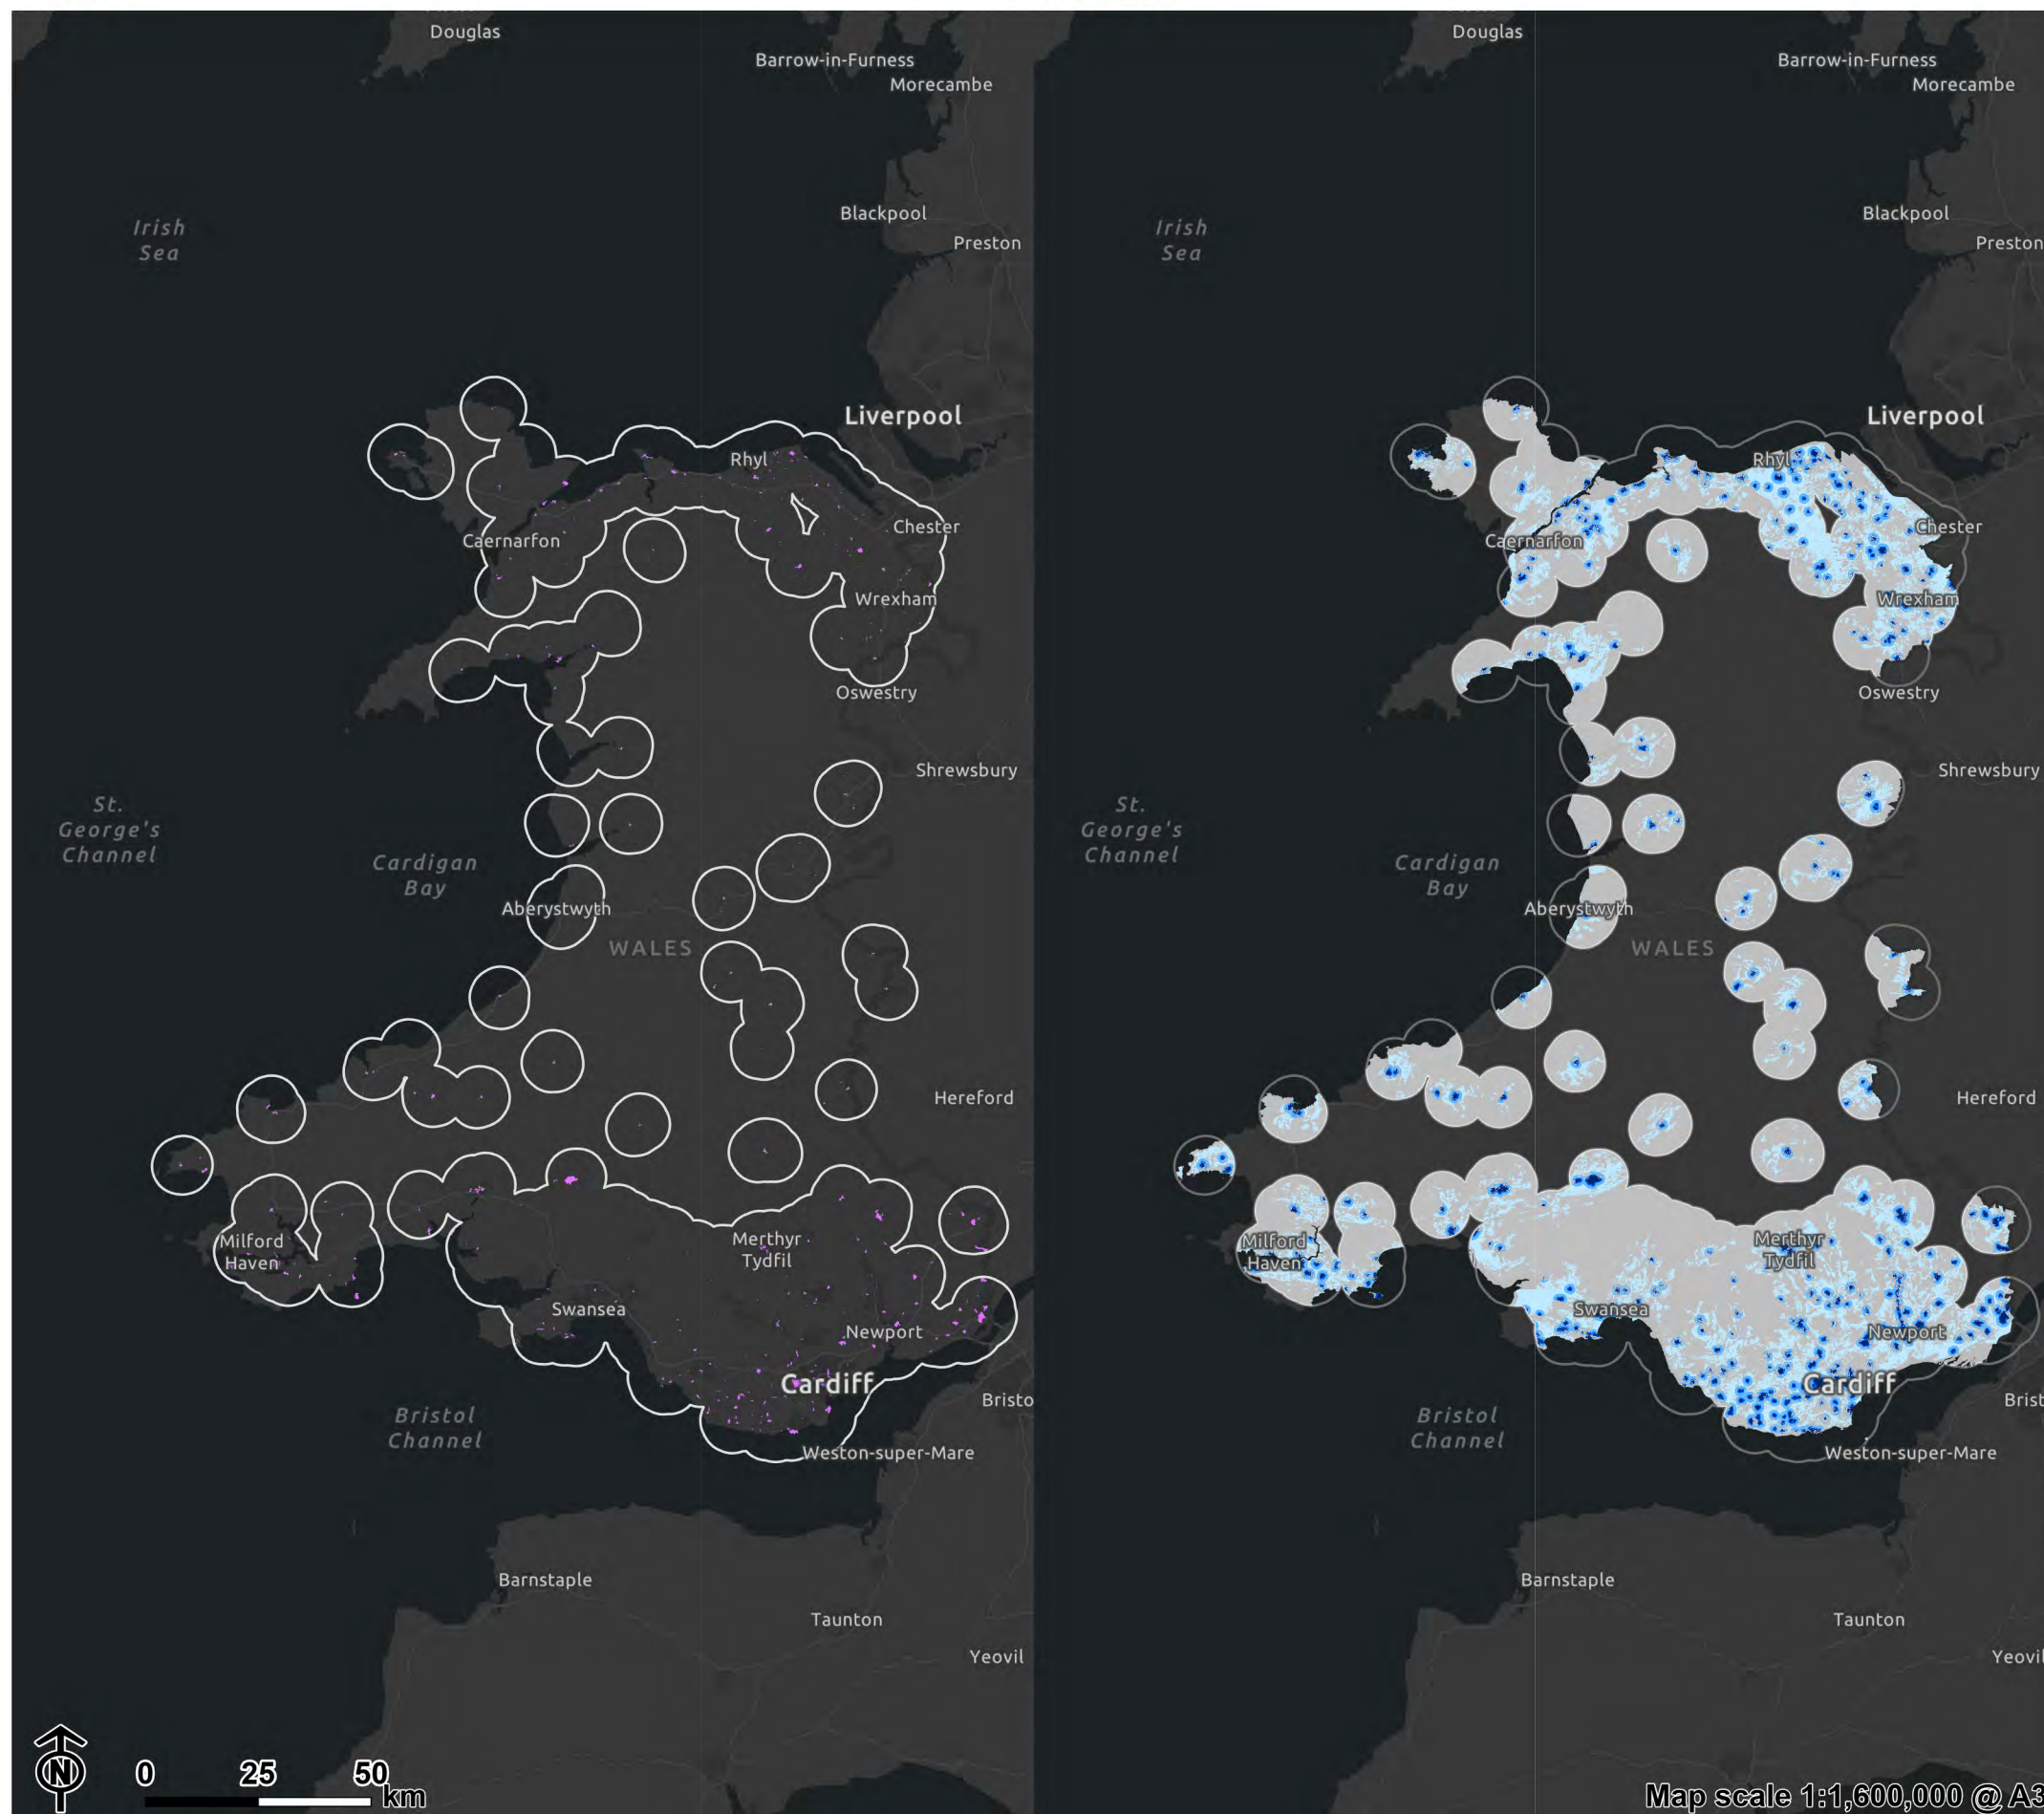 Douglas
Barrow-in-Furness
Morecambe
Irish
Sea
Blackpool
Preston
Liverpool
Rhyl
Chester
Caernarfon
Wrexham
Oswestry
Shrewsbury
St.
George's
Channel
Cardigan
Bay
Aberystwyth
WALES
Hereford
Milford
Haven
Merthyr
Tydfil
Swansea
Newport
Cardiff
Bristo
Bristol
Channel
Weston-super-Mare
Barnstaple
Taunton
Yeovil
N
0 25 50
km
Douglas
Barrow-in-Furness
Morecambe
Irish
Sea
Blackpool
Preston
Liverpool
Rhyl
Chester
Caernarfon
Wrexham
Oswestry
Shrewsbury
St.
George's
Channel
Cardigan
Bay
Aberystwyth
WALES
Hereford
Milford
Haven
Merthyr
Tydfil
Swansea
Newport
Cardiff
Brist
Bristol
Channel
Weston-super-Mare
Barnstaple
Taunton
Yeovil
Map scale 1:1,600,000 @ A3